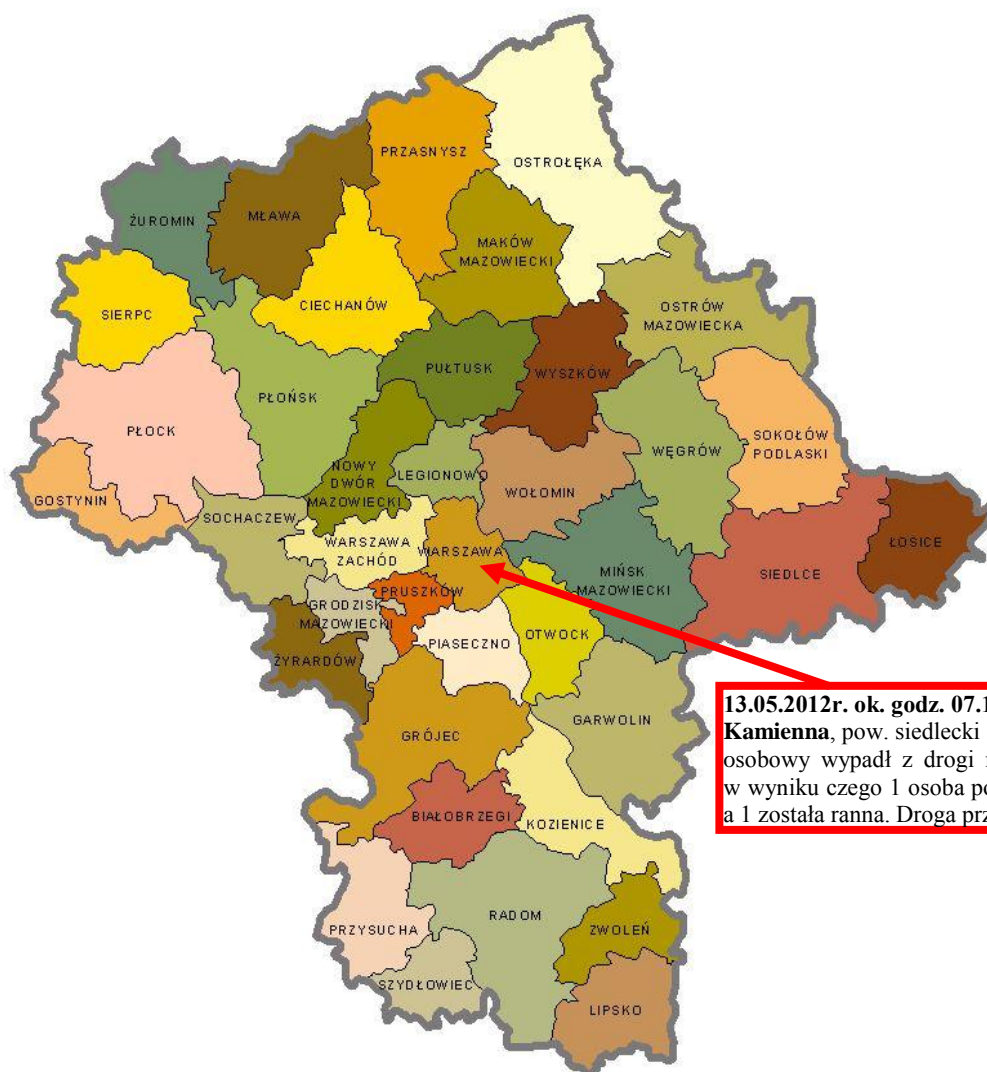 PRZASNYSZ
OSTROŁĘKA
ŻUROMIN
MŁAWA
MAKÓW
MAZOWIECKI
CIECHANÓW
SIERPC
OSTRÓW
MAZOWIECKA
PUŁTUSK
WYSZKÓW
PŁOŃSK
PŁOCK
WĘGRÓW
SOKOŁÓW
PODLASKI
NOWY
DWÓR
MAZOWIECKI
LEGIONOWO
WOŁOMIN
GOSTYNIN
SOCHACZEW
WARSZAWA
ZACHÓD
WARSZAWA
MIŃSK
MAZOWIECKI
SIEDLCE
ŁOSICE
PRUSZKÓW
GRODZISK
MAZOWIECKI
PIASECZNO
OTWOCK
ŻYRARDÓW
GARWOLIN
GRÓJEC
13.05.2012r. ok. godz. 07.1
Kamienna, pow. siedlecki
osobowy wypadł z drogi
w wyniku czego 1 osoba po
a 1 została ranna. Droga prz
BIAŁOBRZEGI
KOZIENICE
RADOM
PRZYSUCHA
ZWOLEŃ
SZYDŁOWIEC
LIPSKO